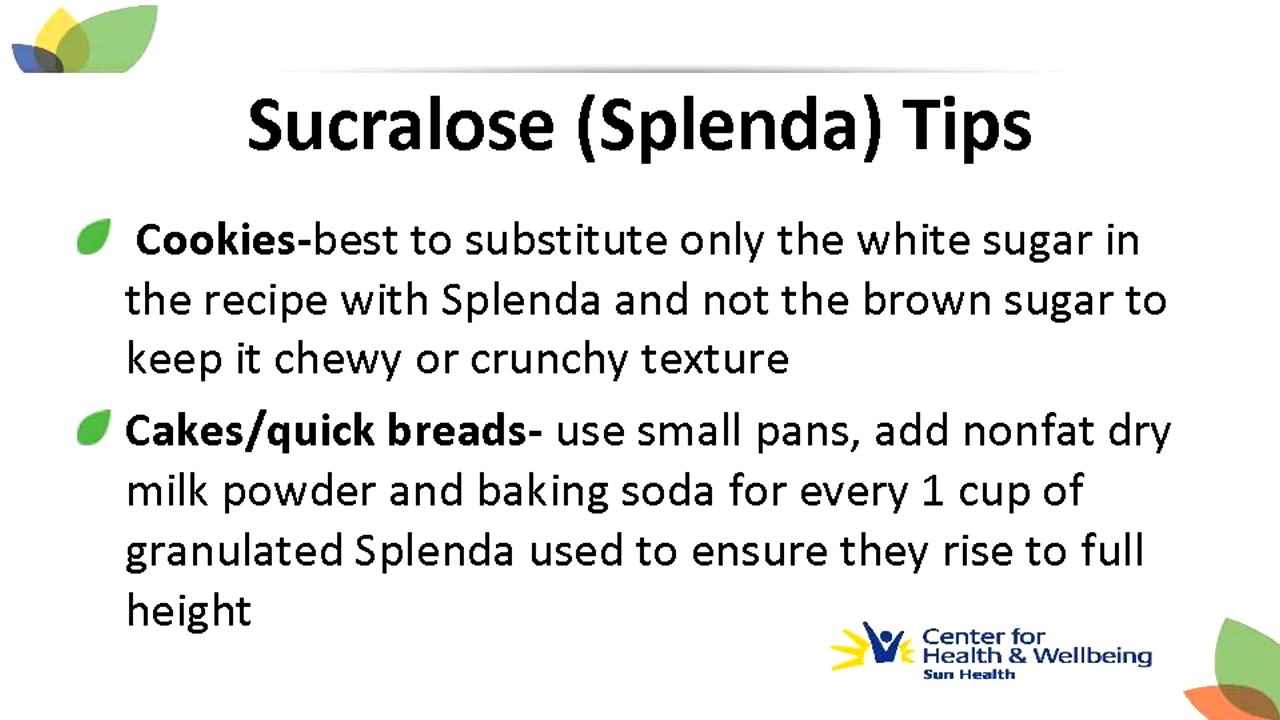 Sucralose (Splenda) Tips
Cookies-best to substitute only the white sugar in
the recipe with Splenda and not the brown sugar to
keep it chewy or crunchy texture
Cakes/quick breads- use small pans, add nonfat dry
milk powder and baking soda for every 1 cup of
granulated Splenda used to ensure they rise to full
height
Center for
Health & Wellbeing
Sun Health